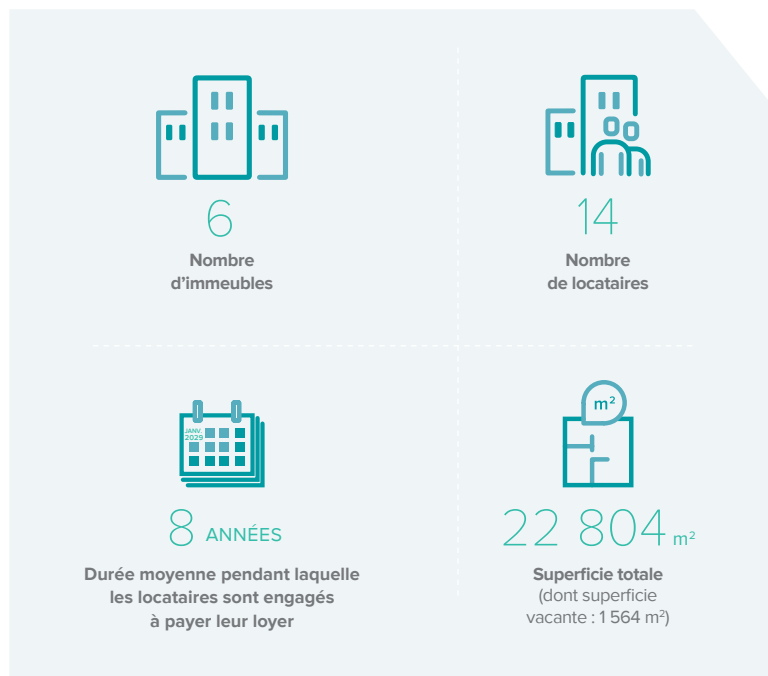 6
Nombre
d’immeubles
14
Nombre
de locataires
JANV.
2029
8 ANNÉES
Durée moyenne pendant laquelle
les locataires sont engagés
à payer leur loyer
m²
22 804 m²
Superficie totale
(dont superficie
vacante : 1 564 m²)